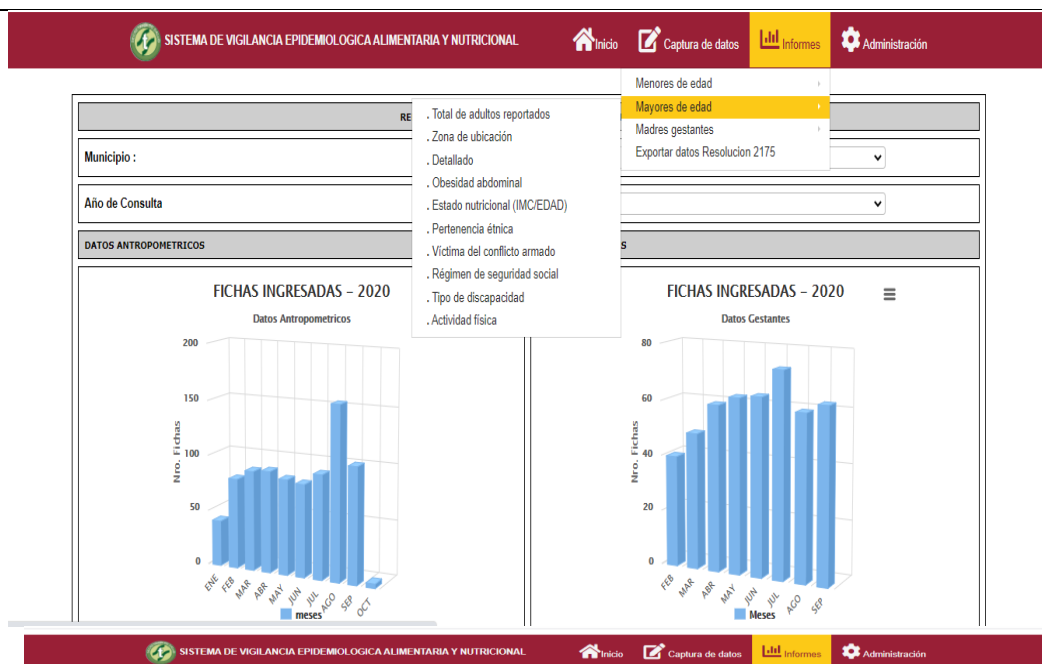 SISTEMA DE VIGILANCIA EPIDEMIOLOGICA ALIMENTARIA Y NUTRICIONAL
Inicio
Captura de datos
Informes
Administración
Menores de edad
Mayores de edad
Madres gestantes
Exportar datos Resolucion 2175
. Total de adultos reportados
. Zona de ubicación
. Detallado
. Obesidad abdominal
. Estado nutricional (IMC/EDAD)
. Pertenencia étnica
. Víctima del conflicto armado
. Régimen de seguridad social
. Tipo de discapacidad
. Actividad física
RE
Municipio :
Año de Consulta
DATOS ANTROPOMETRICOS
S
FICHAS INGRESADAS – 2020
Datos Antropometricos
Nro. Fichas
200
150
100
50
0
ENE
FEB
MAR
ABR
MAY
JUN
JUL
AGO
SEP
OCT
meses
FICHAS INGRESADAS – 2020
Datos Gestantes
Nro. Fichas
80
60
40
20
0
FEB
MAR
ABR
MAY
JUN
JUL
AGO
SEP
Meses
SISTEMA DE VIGILANCIA EPIDEMIOLOGICA ALIMENTARIA Y NUTRICIONAL
Inicio
Captura de datos
Informes
Administración